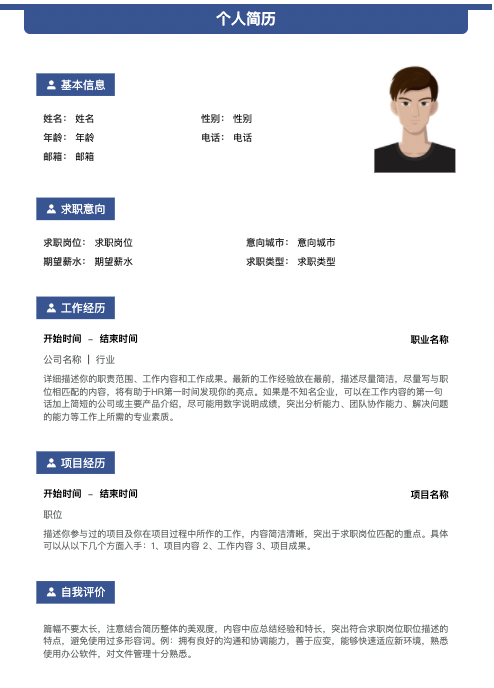 个人简历
基本信息
姓名： 姓名 性别： 性别
年龄： 年龄 电话： 电话
邮箱： 邮箱
求职意向
求职岗位： 求职岗位 意向城市： 意向城市
期望薪水： 期望薪水 求职类型： 求职类型
工作经历
开始时间 - 结束时间 职业名称
公司名称 | 行业
详细描述你的职责范围、工作内容和工作成果。最新的工作经验放在最前，描述尽量简洁，尽量写与职
位相匹配的内容，将有助于HR第一时间发现你的亮点。如果是不知名企业，可以在工作内容的第一句
话加上简短的公司或主要产品介绍，尽可能用数字说明成绩，突出分析能力、团队协作能力、解决问题
的能力等工作上所需的专业素质。
项目经历
开始时间 - 结束时间 项目名称
职位
描述你参与过的项目及你在项目过程中所作的工作，内容简洁清晰，突出于求职岗位匹配的重点。具体
可以从以下几个方面入手：1、项目内容 2、工作内容 3、项目成果。
自我评价
篇幅不要太长，注意结合简历整体的美观度，内容中应总结经验和特长，突出符合求职岗位职位描述的
特点，避免使用过多形容词。例：拥有良好的沟通和协调能力，善于应变，能够快速适应新环境，熟悉
使用办公软件，对文件管理十分熟悉。